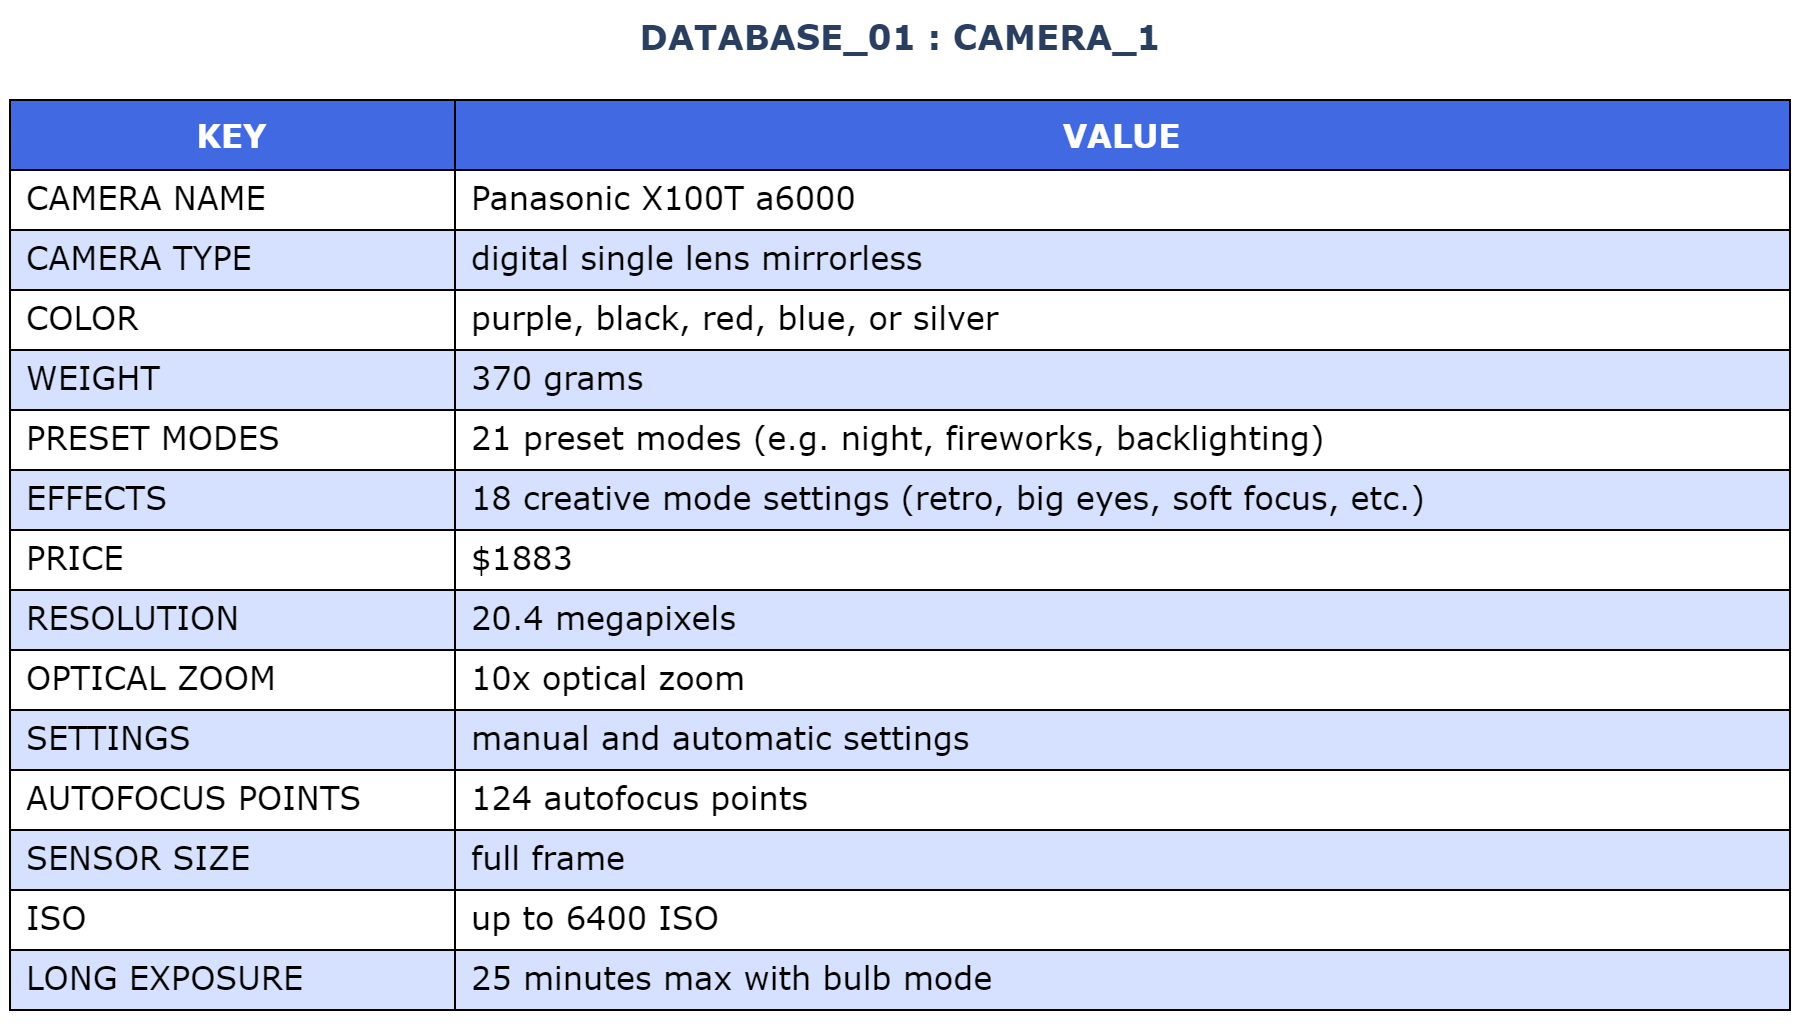 DATABASE_01 : CAMERA_1
KEY VALUE
CAMERA NAME Panasonic X100T a6000
CAMERA TYPE digital single lens mirrorless
COLOR purple, black, red, blue, or silver
WEIGHT 370 grams
PRESET MODES 21 preset modes (e.g. night, fireworks, backlighting)
EFFECTS 18 creative mode settings (retro, big eyes, soft focus, etc.)
PRICE $1883
RESOLUTION 20.4 megapixels
OPTICAL ZOOM 10x optical zoom
SETTINGS manual and automatic settings
AUTOFOCUS POINTS 124 autofocus points
SENSOR SIZE full frame
ISO up to 6400 ISO
LONG EXPOSURE 25 minutes max with bulb mode